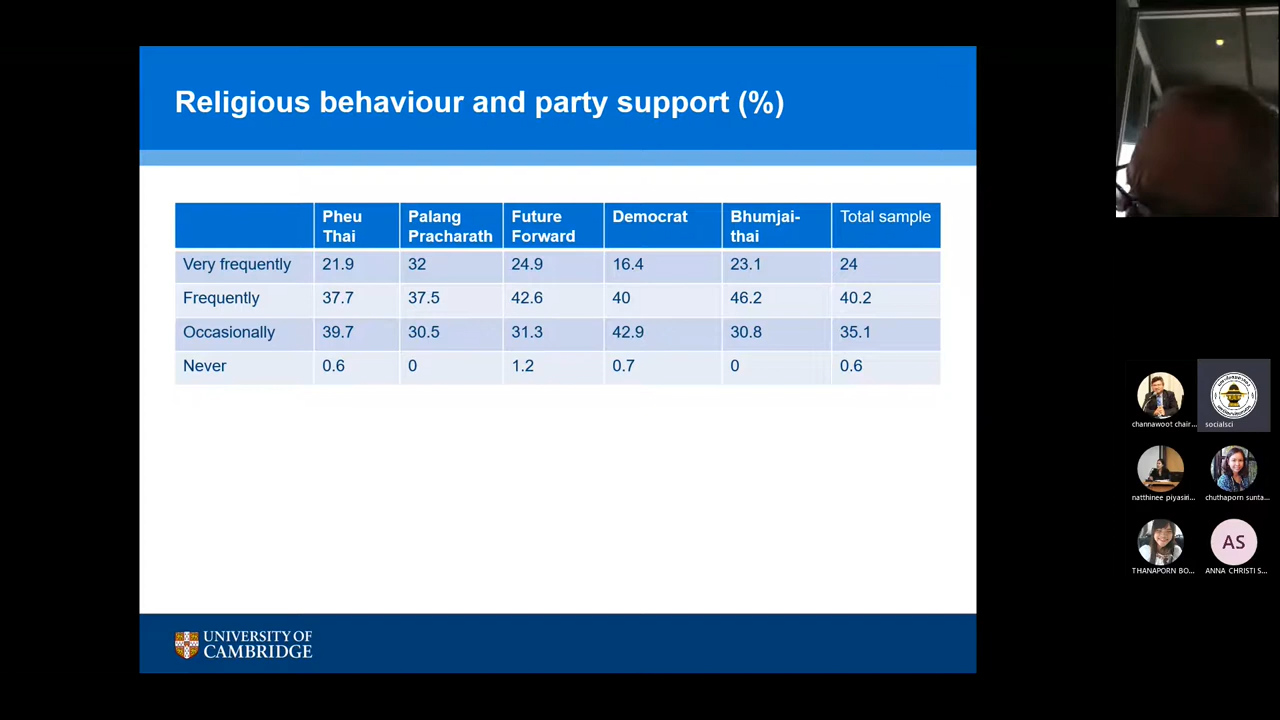 Religious behaviour and party support (%)
Pheu Thai Palang Pracharath Future Forward Democrat Bhumjai-thai Total sample
Very frequently 21.9 32 24.9 16.4 23.1 24
Frequently 37.7 37.5 42.6 40 46.2 40.2
Occasionally 39.7 30.5 31.3 42.9 30.8 35.1
Never 0.6 0 1.2 0.7 0 0.6
UNIVERSITY OF
CAMBRIDGE
channawoot chair... socialsci
natthinee piyasiri... chuthaporn sunta...
AS
THANAPORN BO... ANNA CHRISTI S...